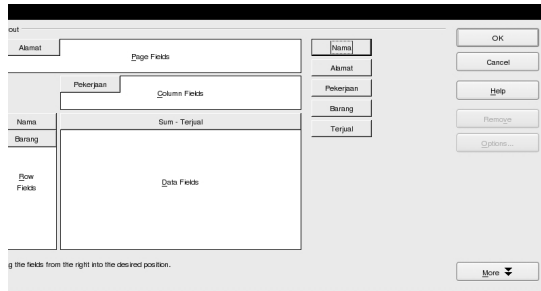 out
Alamat
Page Fields
Pekerjaan
Column Fields
Nama
Barang
Row
Fields
Sum - Terjual
Data Fields
Nama
Alamat
Pekerjaan
Barang
Terjual
OK
Cancel
Help
Remove
Options...
g the fields from the right into the desired position.
More